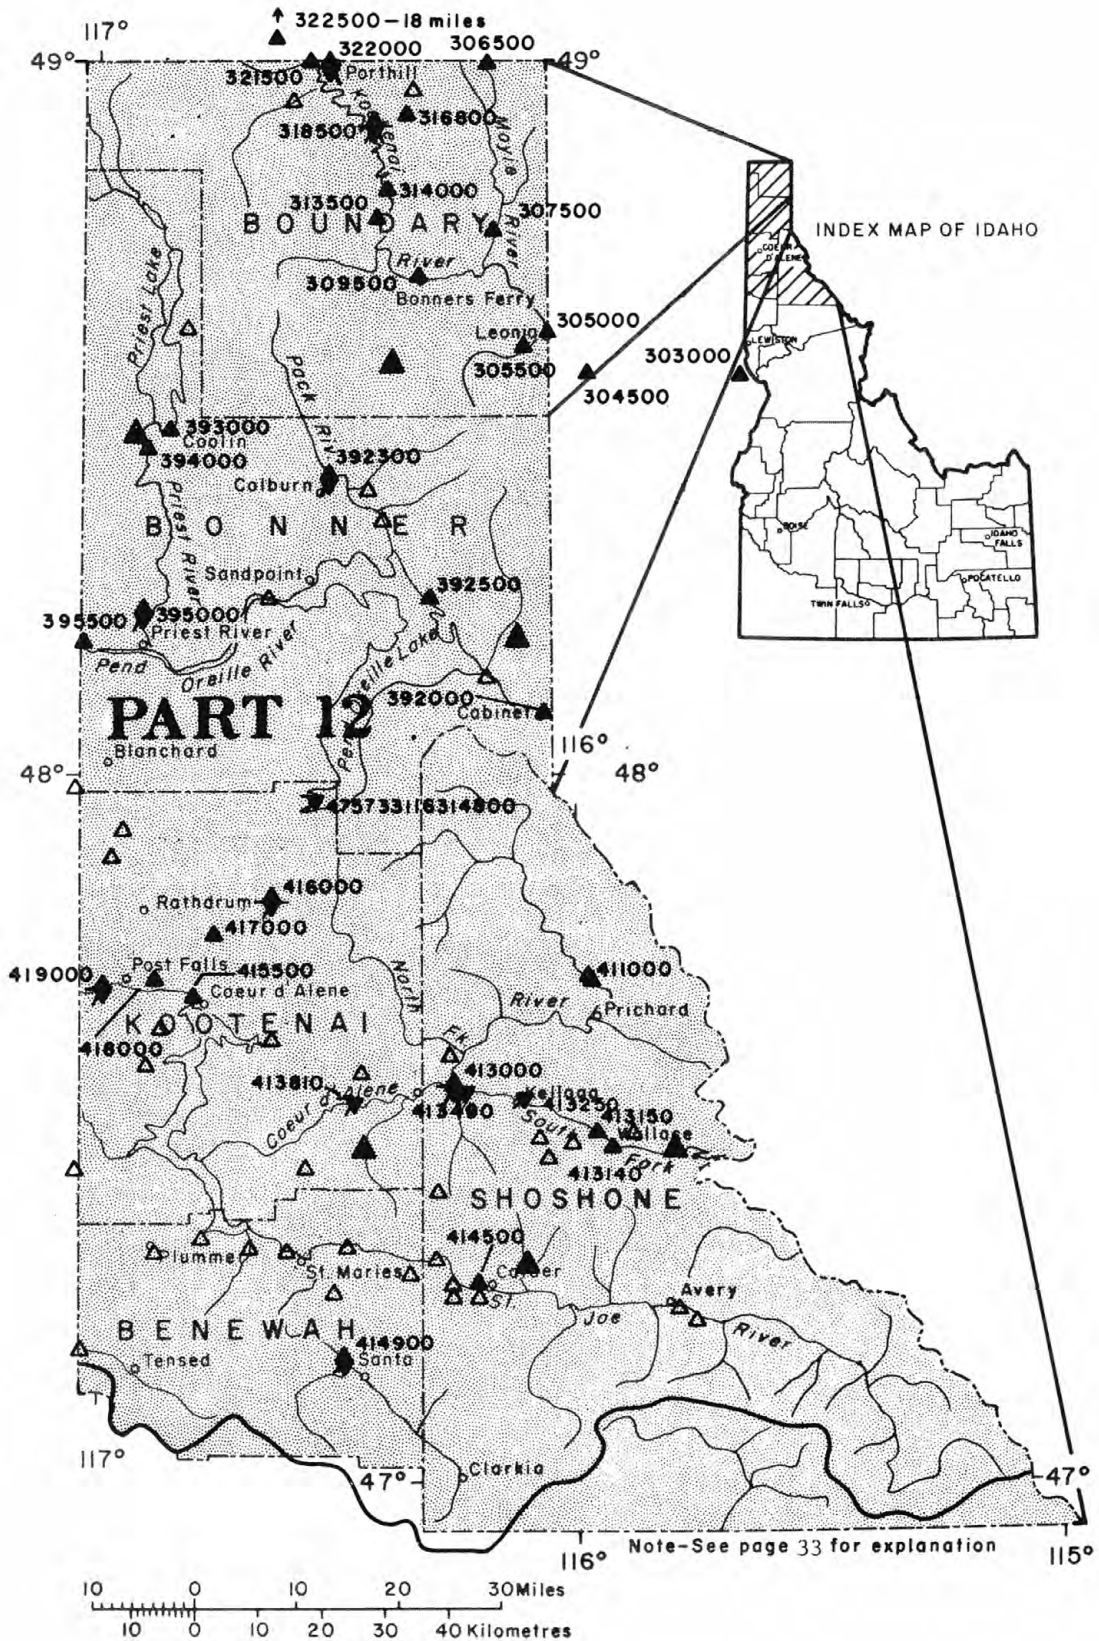 322500-18 miles
117°
322000
306500
49°
49°
321500
Porthill
316800
318500
Kootenai
Moyie River
314000
313500
307500
BOUNDARY
INDEX MAP OF IDAHO
COEUR D'ALENE
River
309500
Bonners Ferry
Priest Lake
305000
Leonia
LEWISTON
303000
305500
304500
Pack Riv
393000
Coolin
394000
392300
Colburn
Priest River
BONNER
BOISE
IDAHO FALLS
POCATELLO
TWIN FALLS
Sandpoint
392500
395500
395000
Priest River
Pend Oreille River
Pend Oreille Lake
392000
Cabinet
PART 12
116°
Blanchard
48°
48°
475733116314800
416000
Rathdrum
417000
Post Falls
415500
419000
Coeur d'Alene
411000
North Fk
River
Prichard
KOOTENAI
418000
413000
413810
Coeur d'Alene
Kellogg
413490
413250
413150
South Fork
Wallace
413140
SHOSHONE
414500
Plummer
St. Maries
Calder
St. Joe River
Avery
BENEWAH
414900
Santa
Tensed
117°
47°
Clarkia
47°
116°
Note-See page 33 for explanation
115°
10 0 10 20 30 Miles
10 0 10 20 30 40 Kilometres